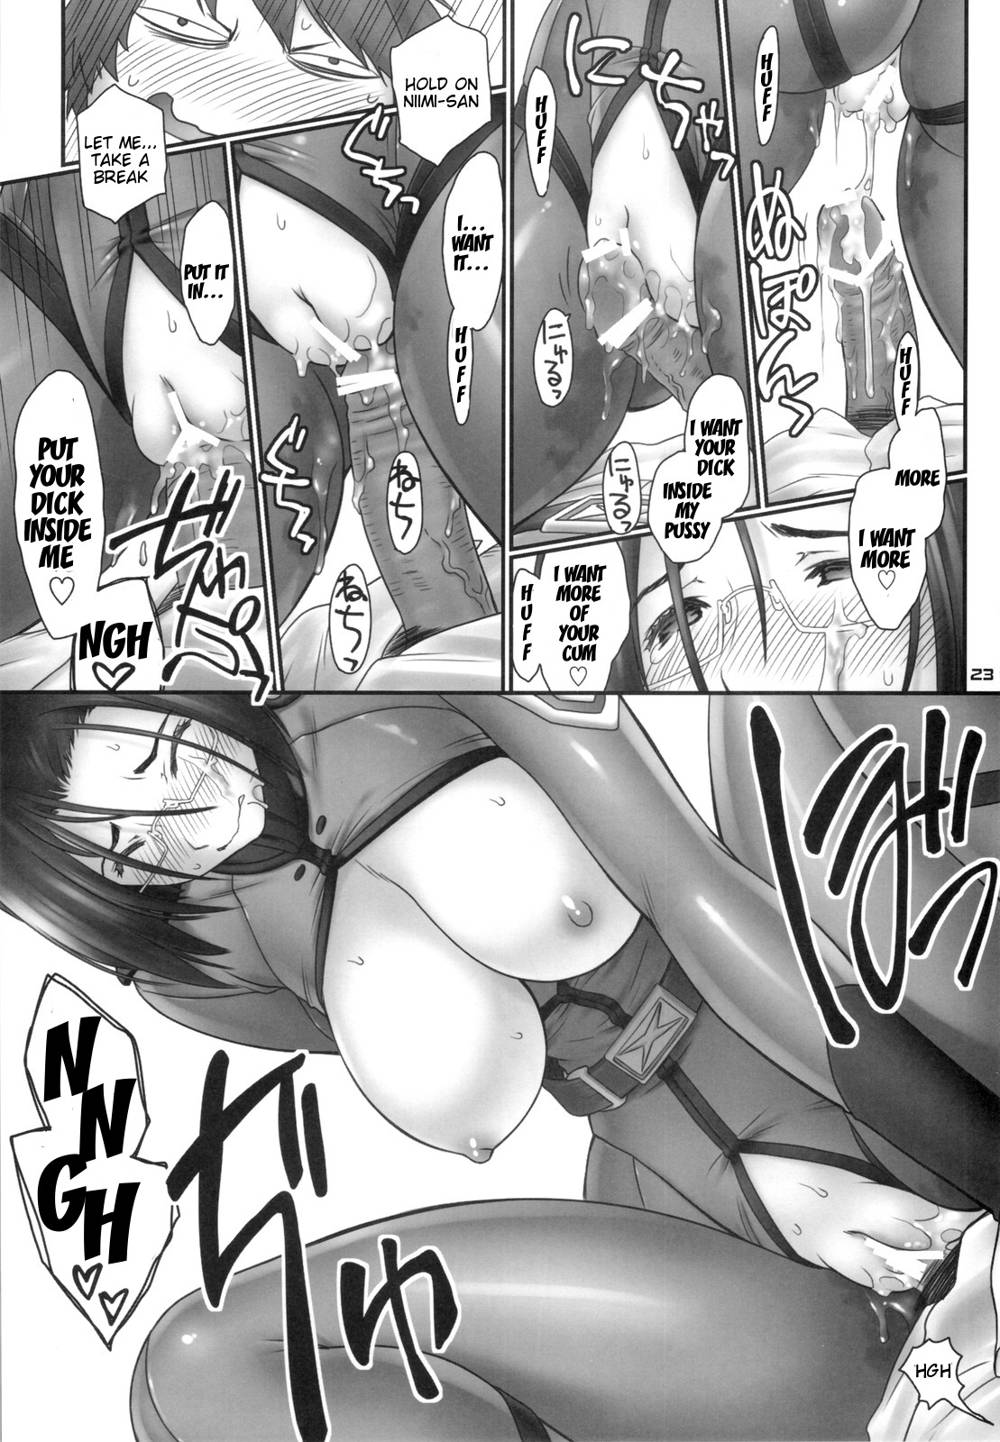 HUFF
HUFF
MORE
I WANT
MORE
ぬぽんっ
HUFF
I WANT
YOUR
DICK
INSIDE
MY
PUSSY
にちゃっ
にゅるっ
にゅるっ
I WANT
MORE
OF
YOUR
CUM
♡
HUFF
HOLD ON
NIIMI-SAN
LET ME...
TAKE A
BREAK
I...
WANT
IT...
HUFF
にちっ
ねちっ
ねちっ
PUT IT
IN...
PUT
YOUR
DICK
INSIDE
ME
♡
NGH
♡
23
NNGH
♡♡
HGH